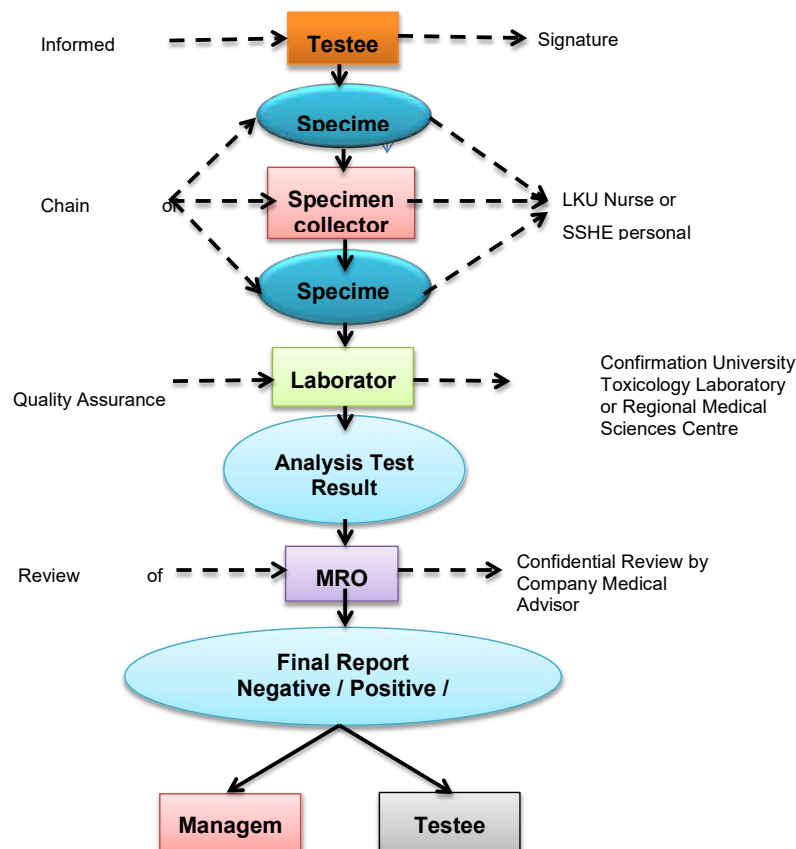 Informed
Testee
Signature
Specime
Chain of
Specimen
collector
LKU Nurse or
SSHE personal
Specime
Quality Assurance
Laborator
Confirmation University
Toxicology Laboratory
or Regional Medical
Sciences Centre
Analysis Test
Result
Review of
MRO
Confidential Review by
Company Medical
Advisor
Final Report
Negative / Positive /
Managem
Testee